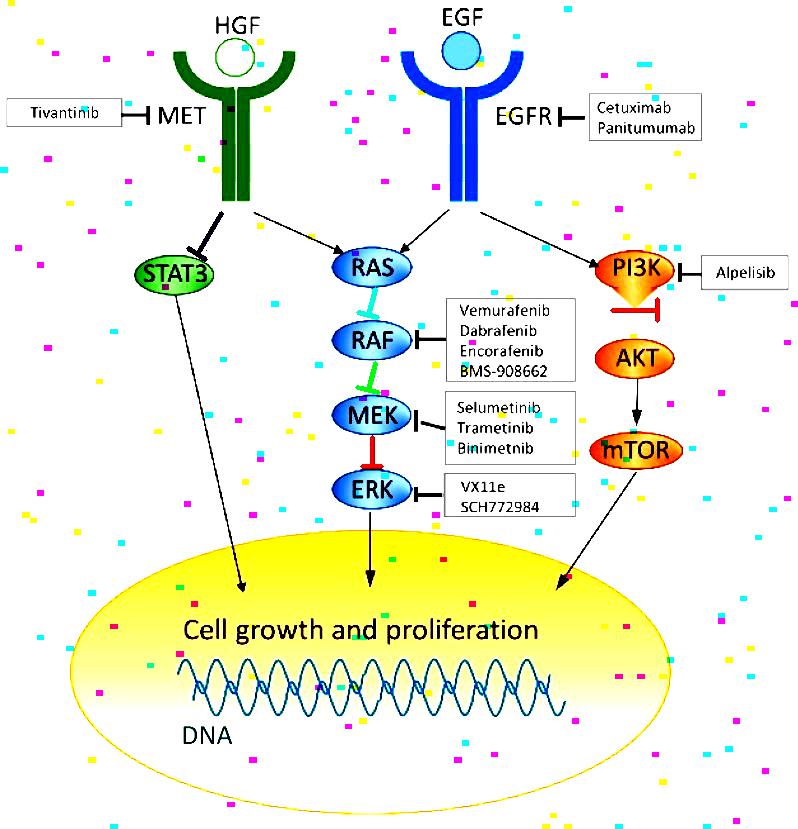 HGF
EGF
Tivantinib
MET
EGFR
Cetuximab
Panitumumab
STAT3
RAS
PI3K
Alpelisib
RAF
Vemurafenib
Dabrafenib
Encorafenib
BMS-908662
AKT
MEK
Selumetinib
Trametinib
Binimetnib
mTOR
ERK
VX11e
SCH772984
Cell growth and proliferation
DNA